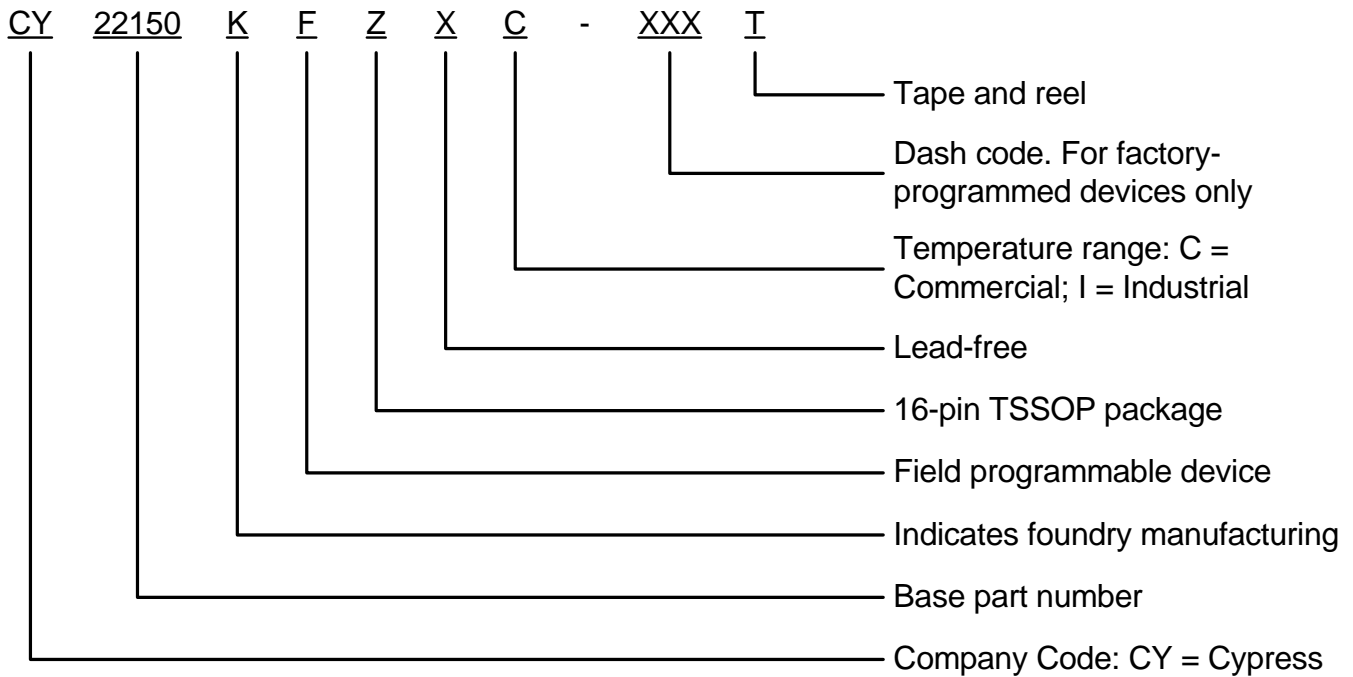 CY 22150 K F Z X C - XXX T
Tape and reel
Dash code. For factory-
programmed devices only
Temperature range: C =
Commercial; I = Industrial
Lead-free
16-pin TSSOP package
Field programmable device
Indicates foundry manufacturing
Base part number
Company Code: CY = Cypress